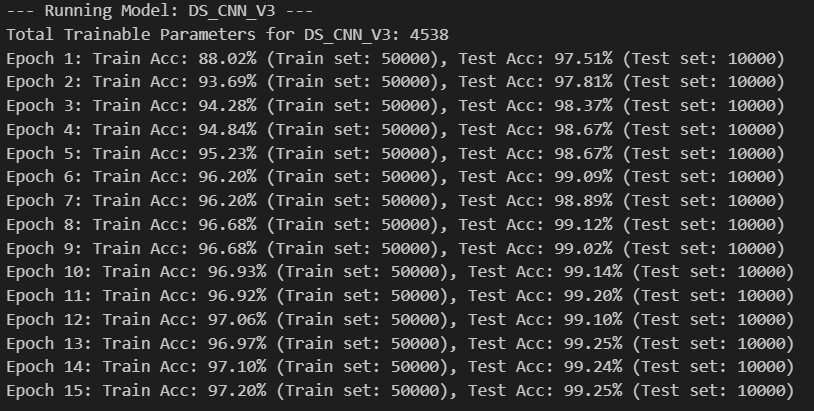 --- Running Model: DS_CNN_V3 ---
Total Trainable Parameters for DS_CNN_V3: 4538
Epoch 1: Train Acc: 88.02% (Train set: 50000), Test Acc: 97.51% (Test set: 10000)
Epoch 2: Train Acc: 93.69% (Train set: 50000), Test Acc: 97.81% (Test set: 10000)
Epoch 3: Train Acc: 94.28% (Train set: 50000), Test Acc: 98.37% (Test set: 10000)
Epoch 4: Train Acc: 94.84% (Train set: 50000), Test Acc: 98.67% (Test set: 10000)
Epoch 5: Train Acc: 95.23% (Train set: 50000), Test Acc: 98.67% (Test set: 10000)
Epoch 6: Train Acc: 96.20% (Train set: 50000), Test Acc: 99.09% (Test set: 10000)
Epoch 7: Train Acc: 96.20% (Train set: 50000), Test Acc: 98.89% (Test set: 10000)
Epoch 8: Train Acc: 96.68% (Train set: 50000), Test Acc: 99.12% (Test set: 10000)
Epoch 9: Train Acc: 96.68% (Train set: 50000), Test Acc: 99.02% (Test set: 10000)
Epoch 10: Train Acc: 96.93% (Train set: 50000), Test Acc: 99.14% (Test set: 10000)
Epoch 11: Train Acc: 96.92% (Train set: 50000), Test Acc: 99.20% (Test set: 10000)
Epoch 12: Train Acc: 97.06% (Train set: 50000), Test Acc: 99.10% (Test set: 10000)
Epoch 13: Train Acc: 96.97% (Train set: 50000), Test Acc: 99.25% (Test set: 10000)
Epoch 14: Train Acc: 97.10% (Train set: 50000), Test Acc: 99.24% (Test set: 10000)
Epoch 15: Train Acc: 97.20% (Train set: 50000), Test Acc: 99.25% (Test set: 10000)